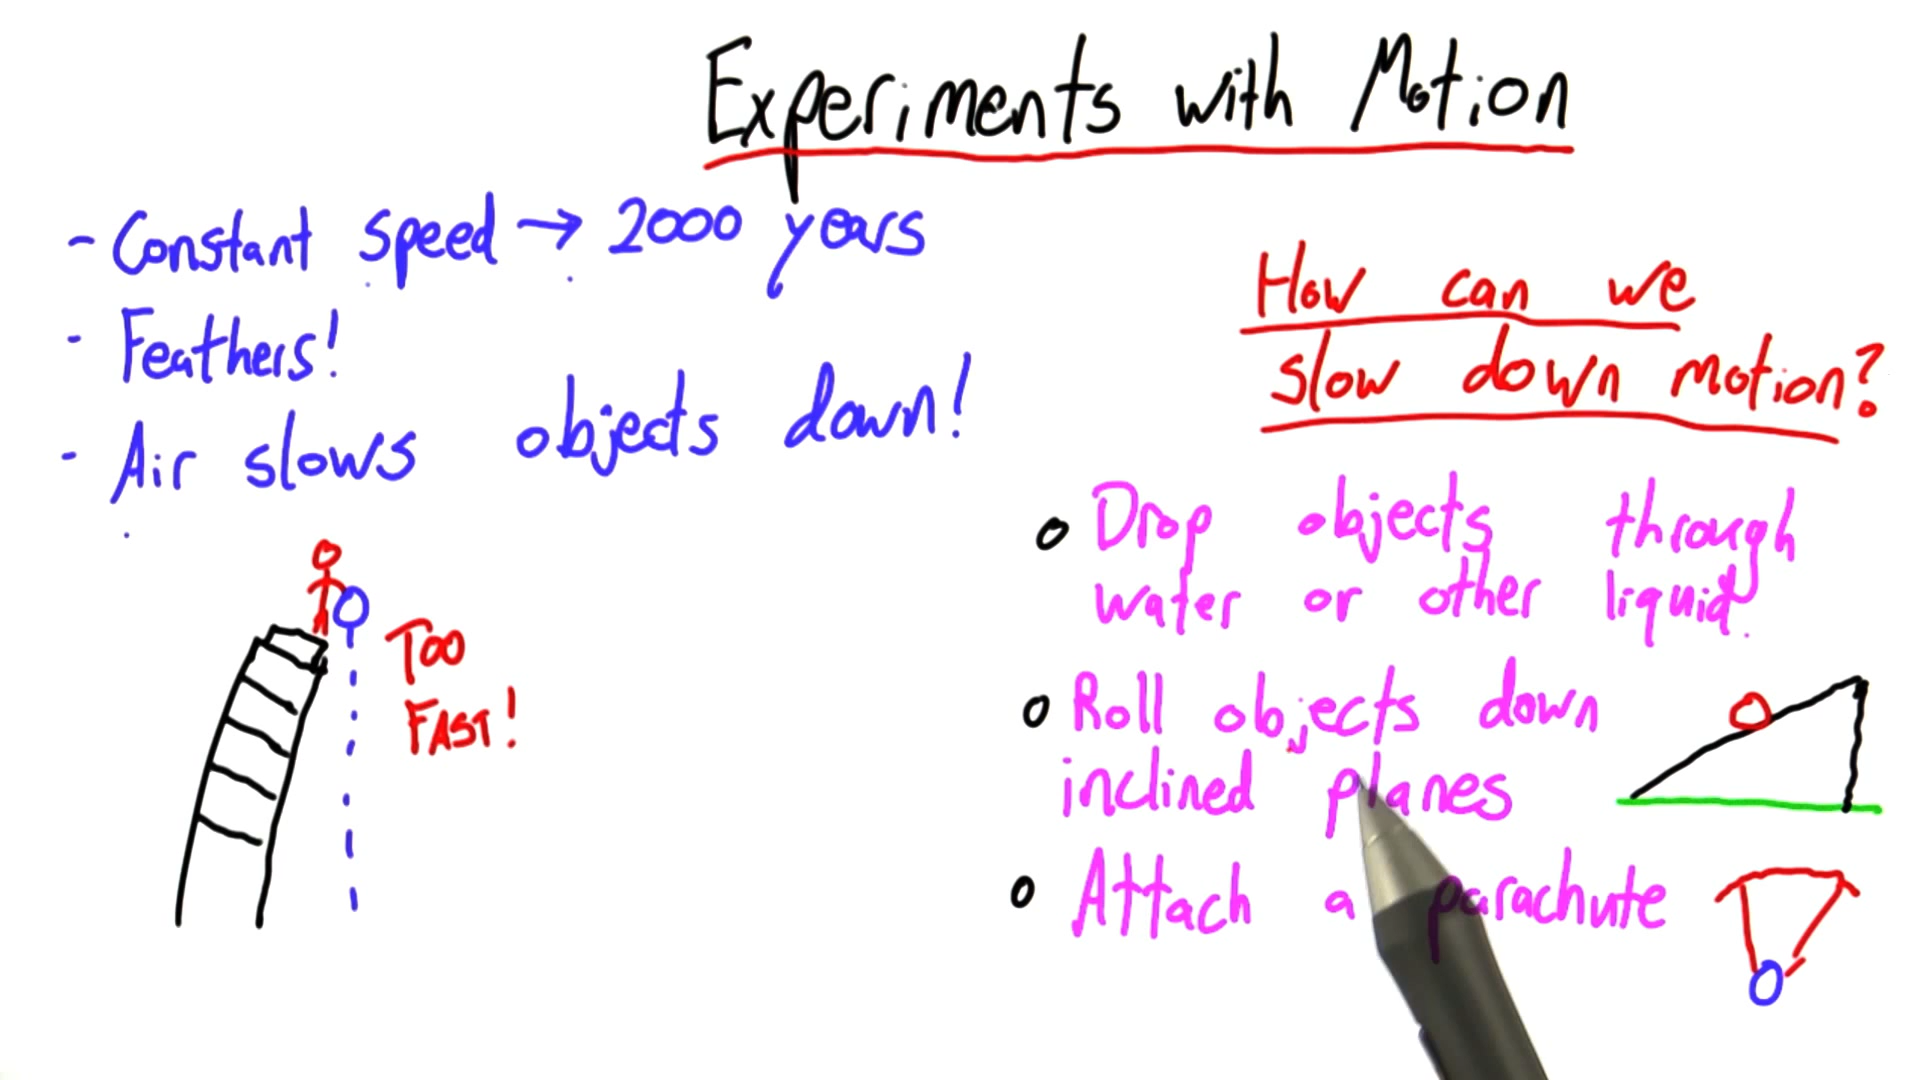 Experiments with Motion
- Constant speed → 2000 years
- Feathers!
- Air slows objects down!
TOO
FAST!
How can we
slow down motion?
o Drop objects through
water or other liquid.
o Roll objects down
inclined planes
o Attach a parachute